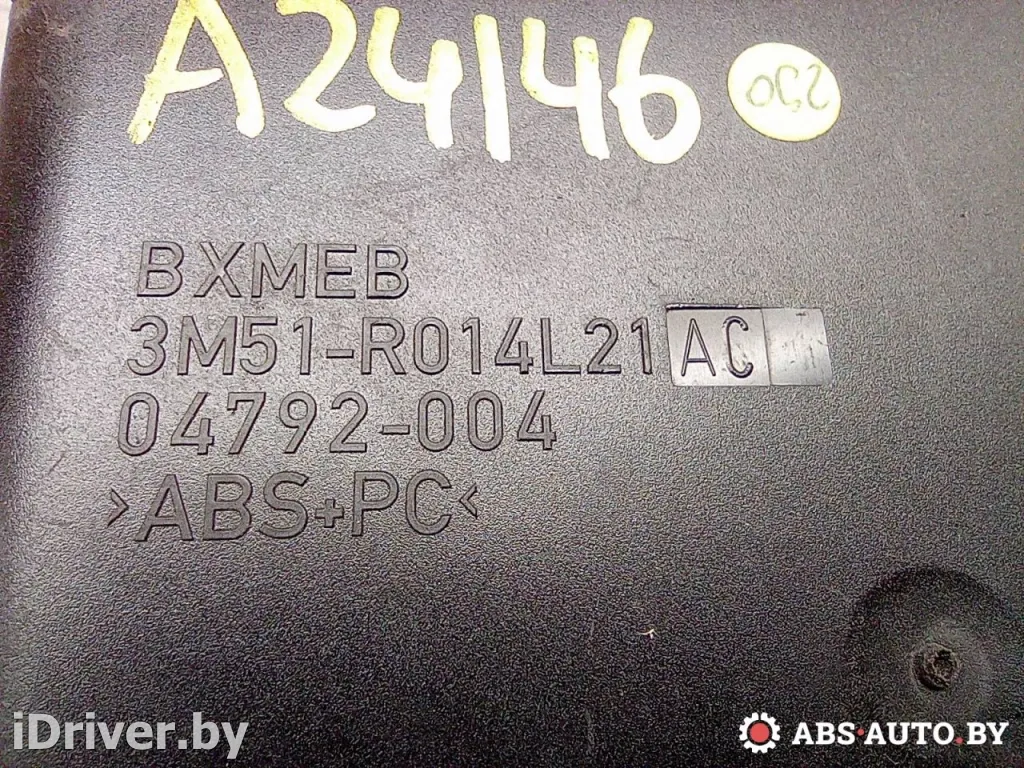 A24146
BXMEB
3M51-R014L21 AC
04792-004
>ABS+PC<
iDriver.by
ABS-AUTO.BY